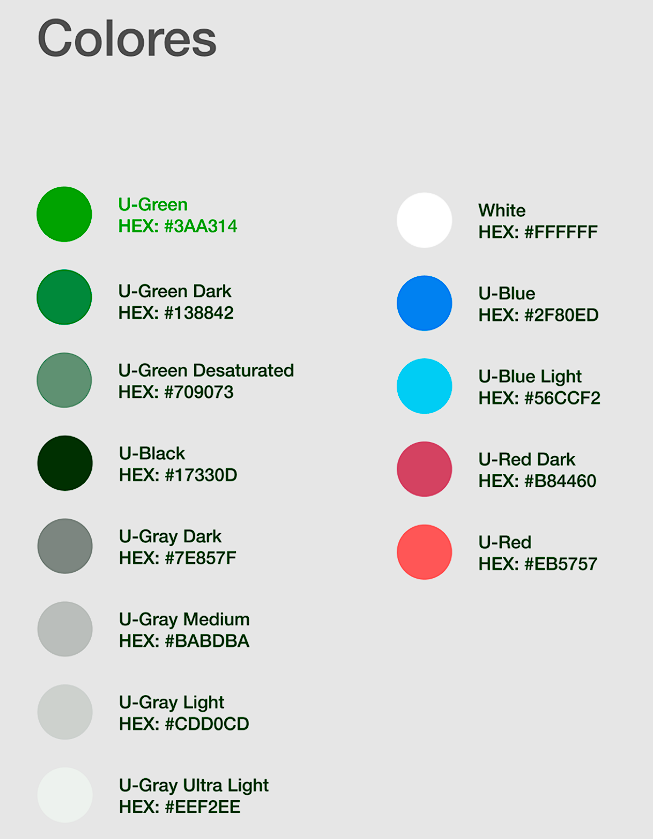 Colores
U-Green
HEX: #3AA314
U-Green Dark
HEX: #138842
U-Green Desaturated
HEX: #709073
U-Black
HEX: #17330D
U-Gray Dark
HEX: #7E857F
U-Gray Medium
HEX: #BABDBA
U-Gray Light
HEX: #CDD0CD
U-Gray Ultra Light
HEX: #EEF2EE
White
HEX: #FFFFFF
U-Blue
HEX: #2F80ED
U-Blue Light
HEX: #56CCF2
U-Red Dark
HEX: #B84460
U-Red
HEX: #EB5757